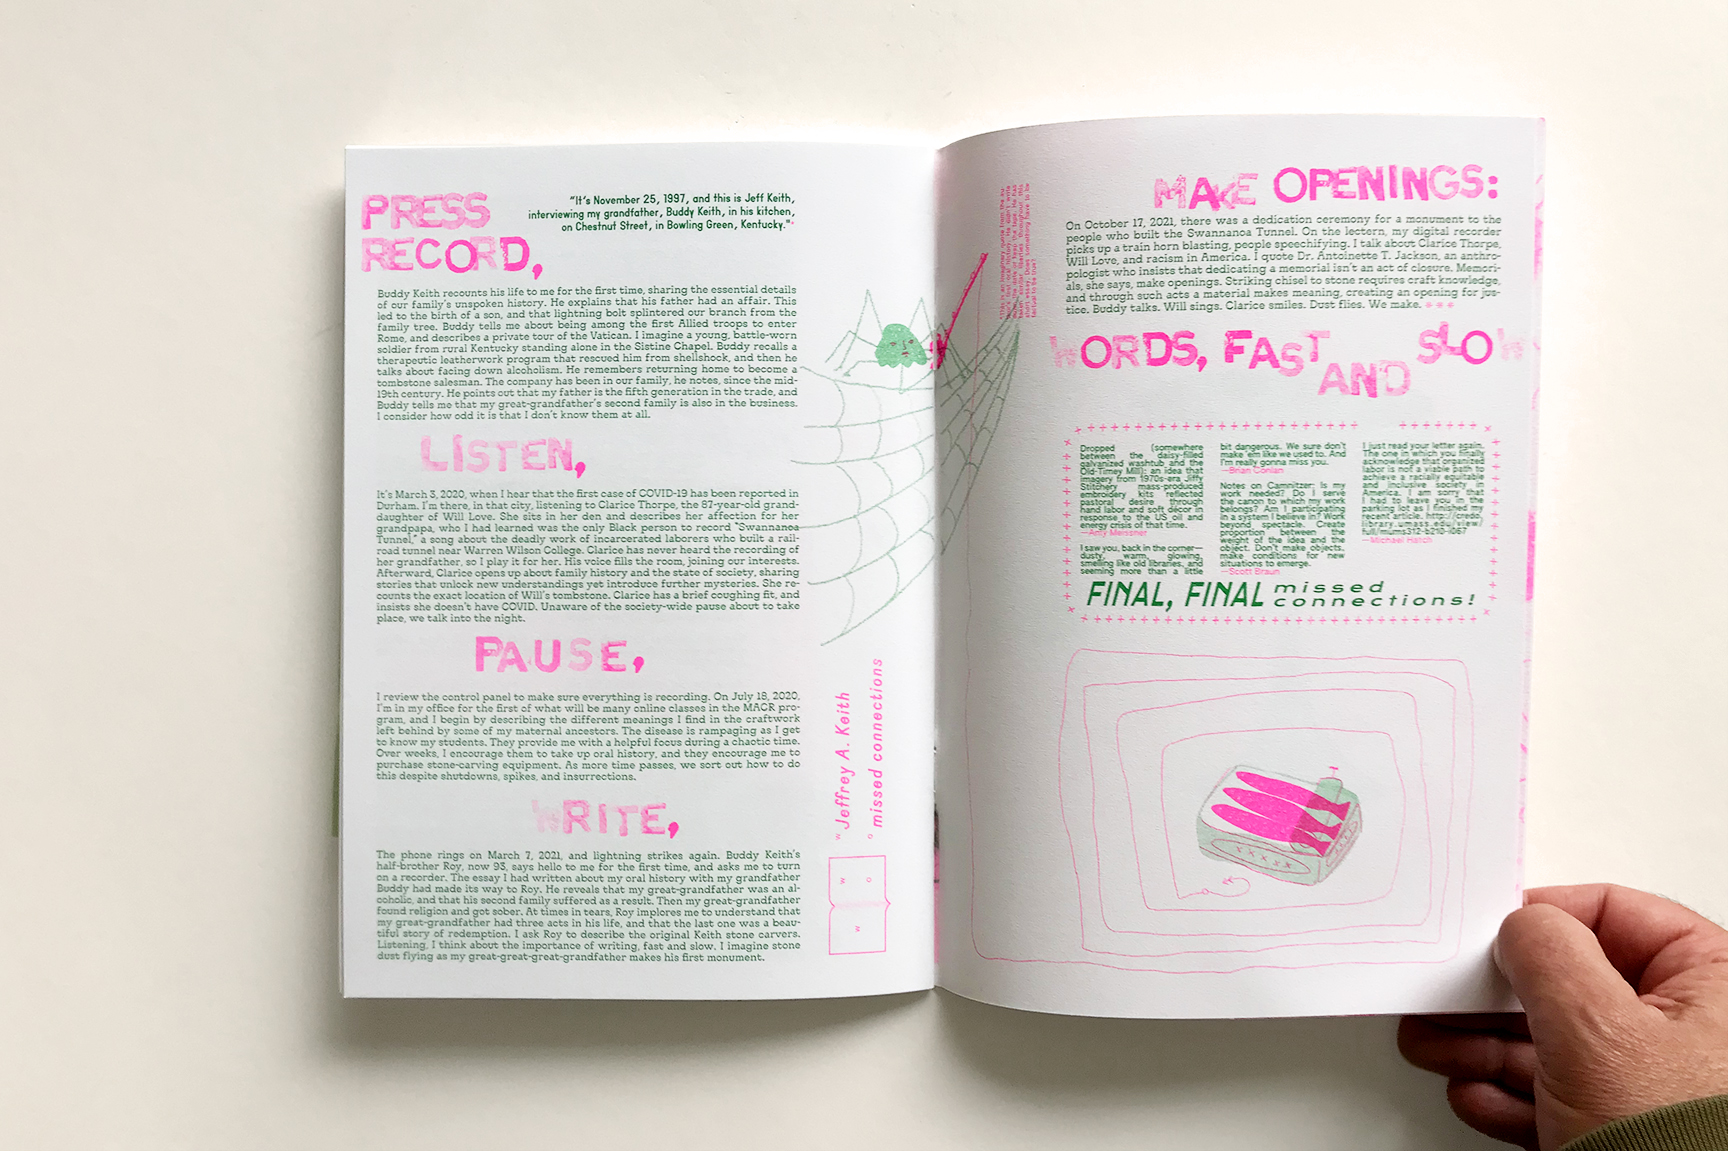 PRESS
RECORD,
"It's November 25, 1997, and this is Jeff Keith,
interviewing my grandfather, Buddy Keith, in his kitchen,
on Chestnut Street, in Bowling Green, Kentucky."
Buddy Keith recounts his life to me for the first time, sharing the essential details
of our family's unspoken history. He explains that his father had an affair. This
led to the birth of a son, and that lightning bolt splintered our branch from the
family tree. Buddy tells me about being among the first Allied troops to enter
Rome, and describes a private tour of the Vatican. I imagine a young, battle-worn
soldier from rural Kentucky standing alone in the Sistine Chapel. Buddy recalls a
therapeutic leatherwork program that rescued him from shellshock, and then he
talks about facing down alcoholism. He remembers returning home to become a
tombstone salesman. The company has been in our family, he notes, since the mid-
19th century. He points out that my father is the fifth generation in the trade, and
Buddy tells me that my great-grandfather's second family is also in the business.
I consider how odd it is that I don't know them at all.
LISTEN,
It's March 3, 2020, when I hear that the first case of COVID-19 has been reported in
Durham. I'm there, in that city, listening to Clarice Thorpe, the 87-year-old grand-
daughter of Will Love. She sits in her den and describes her affection for her
grandpapa, who I had learned was the only Black person to record "Swannanoa
Tunnel," a song about the deadly work of incarcerated laborers who built a rail-
road tunnel near Warren Wilson College. Clarice has never heard the recording of
her grandfather, so I play it for her. His voice fills the room, joining our interests.
Afterward, Clarice opens up about family history and the state of society, sharing
stories that unlock new understandings yet introduce further mysteries. She re-
counts the exact location of Will's tombstone. Clarice has a brief coughing fit, and
insists she doesn't have COVID. Unaware of the society-wide pause about to take
place, we talk into the night.
PAUSE,
I review the control panel to make sure everything is recording. On July 18, 2020,
I'm in my office for the first of what will be many online classes in the MACR pro-
gram, and I begin by describing the different meanings I find in the craftwork
left behind by some of my maternal ancestors. The disease is rampaging as I get
to know my students. They provide me with a helpful focus during a chaotic time.
Over weeks, I encourage them to take up oral history, and they encourage me to
purchase stone-carving equipment. As more time passes, we sort out how to do
this despite shutdowns, spikes, and insurrections.
WRITE,
The phone rings on March 7, 2021, and lightning strikes again. Buddy Keith's
half-brother Roy, now 93, says hello to me for the first time, and asks me to turn
on a recorder. The essay I had written about my oral history with my grandfather
Buddy had made its way to Roy. He reveals that my great-grandfather was an al-
coholic, and that his second family suffered as a result. Then my great-grandfather
found religion and got sober. At times in tears, Roy implores me to understand that
my great-grandfather had three acts in his life, and that the last one was a beau-
tiful story of redemption. I ask Roy to describe the original Keith stone carvers.
Listening, I think about the importance of writing, fast and slow. I imagine stone
dust flying as my great-great-great-grandfather makes his first monument.
W Jeffrey A. Keith
O missed connections
W
O
W
MAKE OPENINGS:
On October 17, 2021, there was a dedication ceremony for a monument to the
people who built the Swannanoa Tunnel. On the lectern, my digital recorder
picks up a train horn blasting, people speechifying. I talk about Clarice Thorpe,
Will Love, and racism in America. I quote Dr. Antoinette T. Jackson, an anthro-
pologist who insists that dedicating a memorial isn't an act of closure. Memori-
als, she says, make openings. Striking chisel to stone requires craft knowledge,
and through such acts a material makes meaning, creating an opening for jus-
tice. Buddy talks. Will sings. Clarice smiles. Dust flies. We make. ***
WORDS, FAST AND SLOW
Dropped (somewhere
between the daisy-filled
galvanized washtub and the
Old-Timey Mill): an idea that
imagery from 1970s-era Jiffy
Stitchery mass-produced
embroidery kits reflected
pastoral desire through
hand labor and soft decor in
response to the US oil and
energy crisis of that time.
—Amy Meissner
I saw you, back in the corner—
dusty, warm, glowing,
smelling like old libraries, and
seeming more than a little
bit dangerous. We sure don't
make 'em like we used to. And
I'm really gonna miss you.
—Brian Conlan
Notes on Camnitzer: Is my
work needed? Do I serve
the canon to which my work
belongs? Am I participating
in a system I believe in? Work
beyond spectacle. Create
proportion between the
weight of the idea and the
object. Don't make objects,
make conditions for new
situations to emerge.
—Scott Braun
I just read your letter again.
The one in which you finally
acknowledge that organized
labor is not a viable path to
achieve a racially equitable
and inclusive society in
America. I am sorry that
I had to leave you in the
parking lot as I finished my
recent article. http://credo.
library.umass.edu/view/
full/mums312-b210-i067
—Michael Hatch
FINAL, FINAL missed
connections!